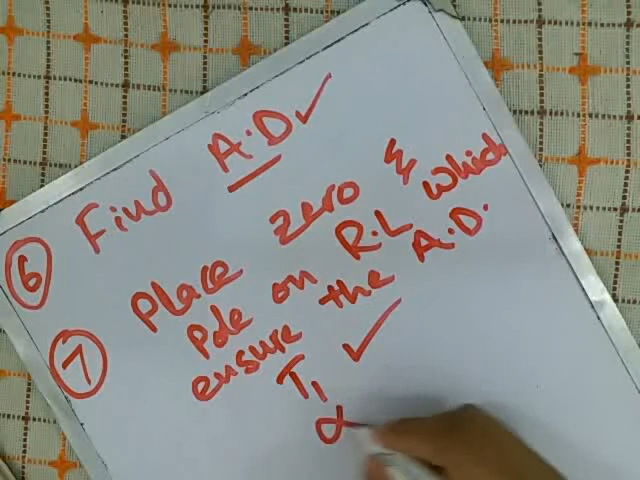 ⑥ Find A.D ✓
⑦ Place zero &
Pole on R.L which
ensure the A.D.
T₁ ✓
α